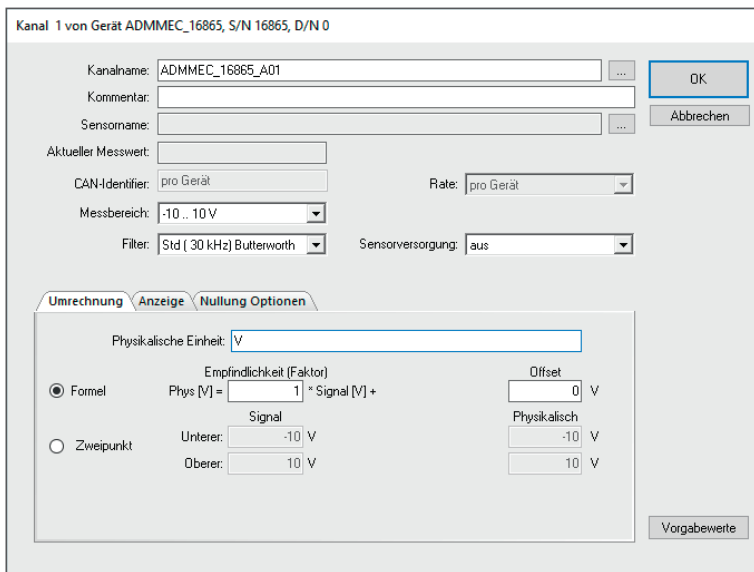 Kanal 1 von Gerät ADMMEC_16865, S/N 16865, D/N 0
Kanalname: ADMMEC_16865_A01 ... OK
Kommentar:
Abbrechen
Sensorname: ...
Aktueller Messwert:
CAN-Identifier: pro Gerät Rate: pro Gerät
Messbereich: -10 .. 10 V
Filter: Std ( 30 kHz) Butterworth Sensorversorgung: aus
Umrechnung Anzeige Nullung Optionen
Physikalische Einheit: V
Empfindlichkeit (Faktor) Offset
Formel Phys [V] = 1 * Signal [V] + 0 V
Signal Physikalisch
Zweipunkt
Unterer: -10 V -10 V
Oberer: 10 V 10 V
Vorgabewerte